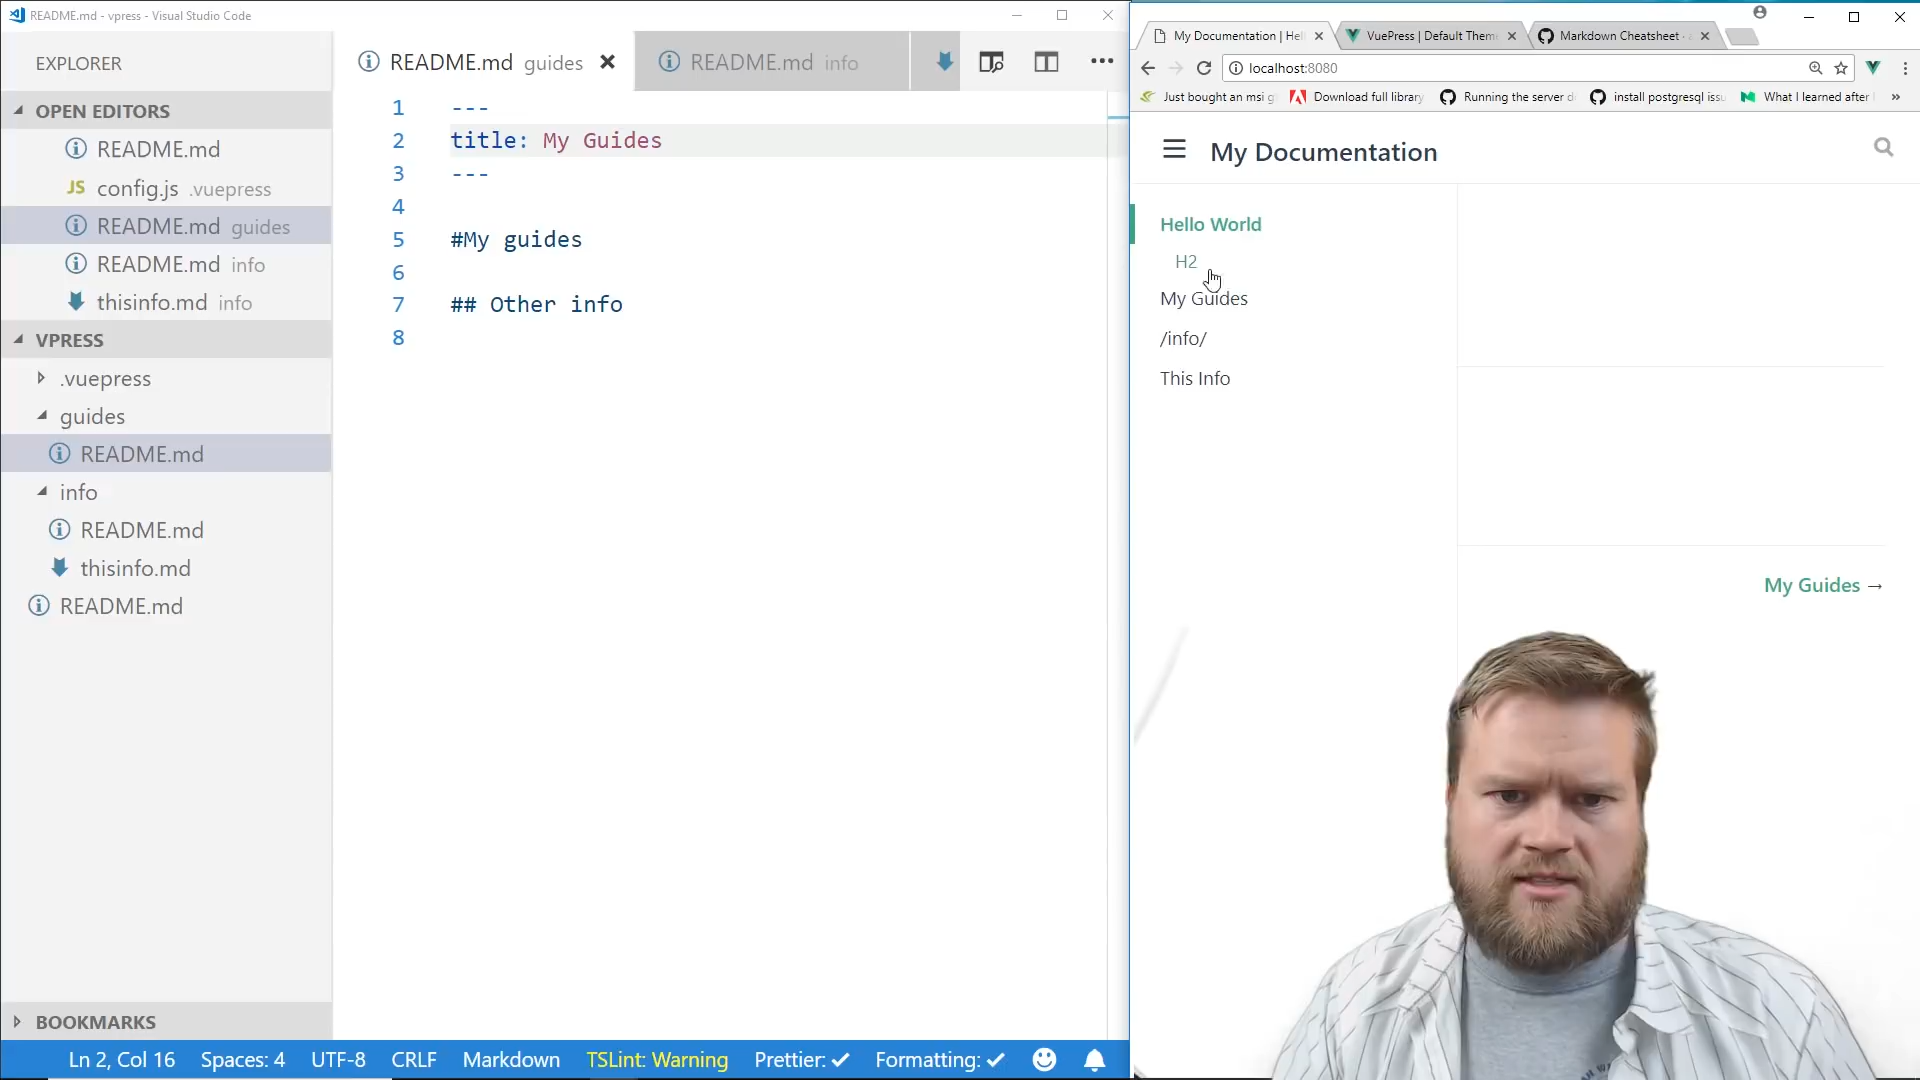 README.md - vpress - Visual Studio Code
EXPLORER
OPEN EDITORS
README.md
JS config.js .vuepress
README.md guides
README.md info
thisinfo.md info
VPRESS
.vuepress
guides
README.md
info
README.md
thisinfo.md
README.md
BOOKMARKS
README.md guides
README.md info
1 ---
2 title: My Guides
3 ---
4
5 #My guides
6
7 ## Other info
8
Ln 2, Col 16 Spaces: 4 UTF-8 CRLF Markdown TSLint: Warning Prettier: ✓ Formatting: ✓
My Documentation | Hel
VuePress | Default Them
Markdown Cheatsheet ·
localhost:8080
Just bought an msi g
Download full library
Running the server d
install postgresql issu
What I learned after
My Documentation
Hello World
H2
My Guides
/info/
This Info
My Guides →